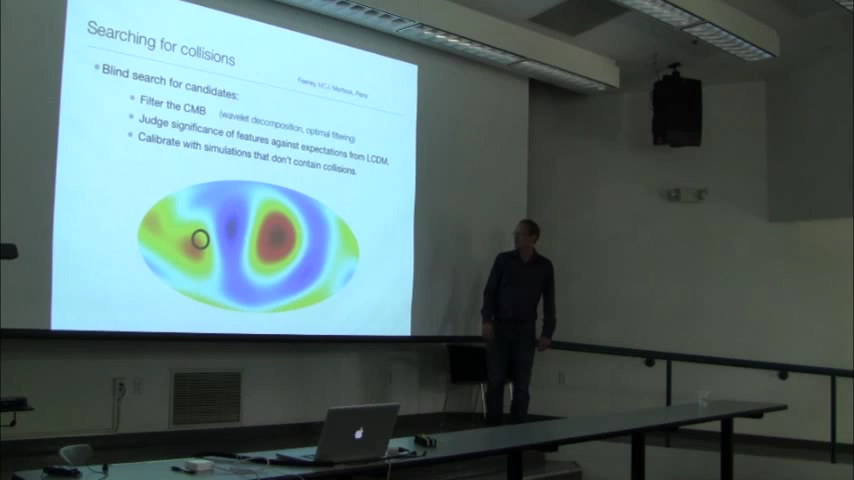 Searching for collisions
Feeney, MCJ, Mortlock, Peiris
•Blind search for candidates:
• Filter the CMB (wavelet decomposition, optimal filtering)
• Judge significance of features against expectations from LCDM.
• Calibrate with simulations that don't contain collisions.